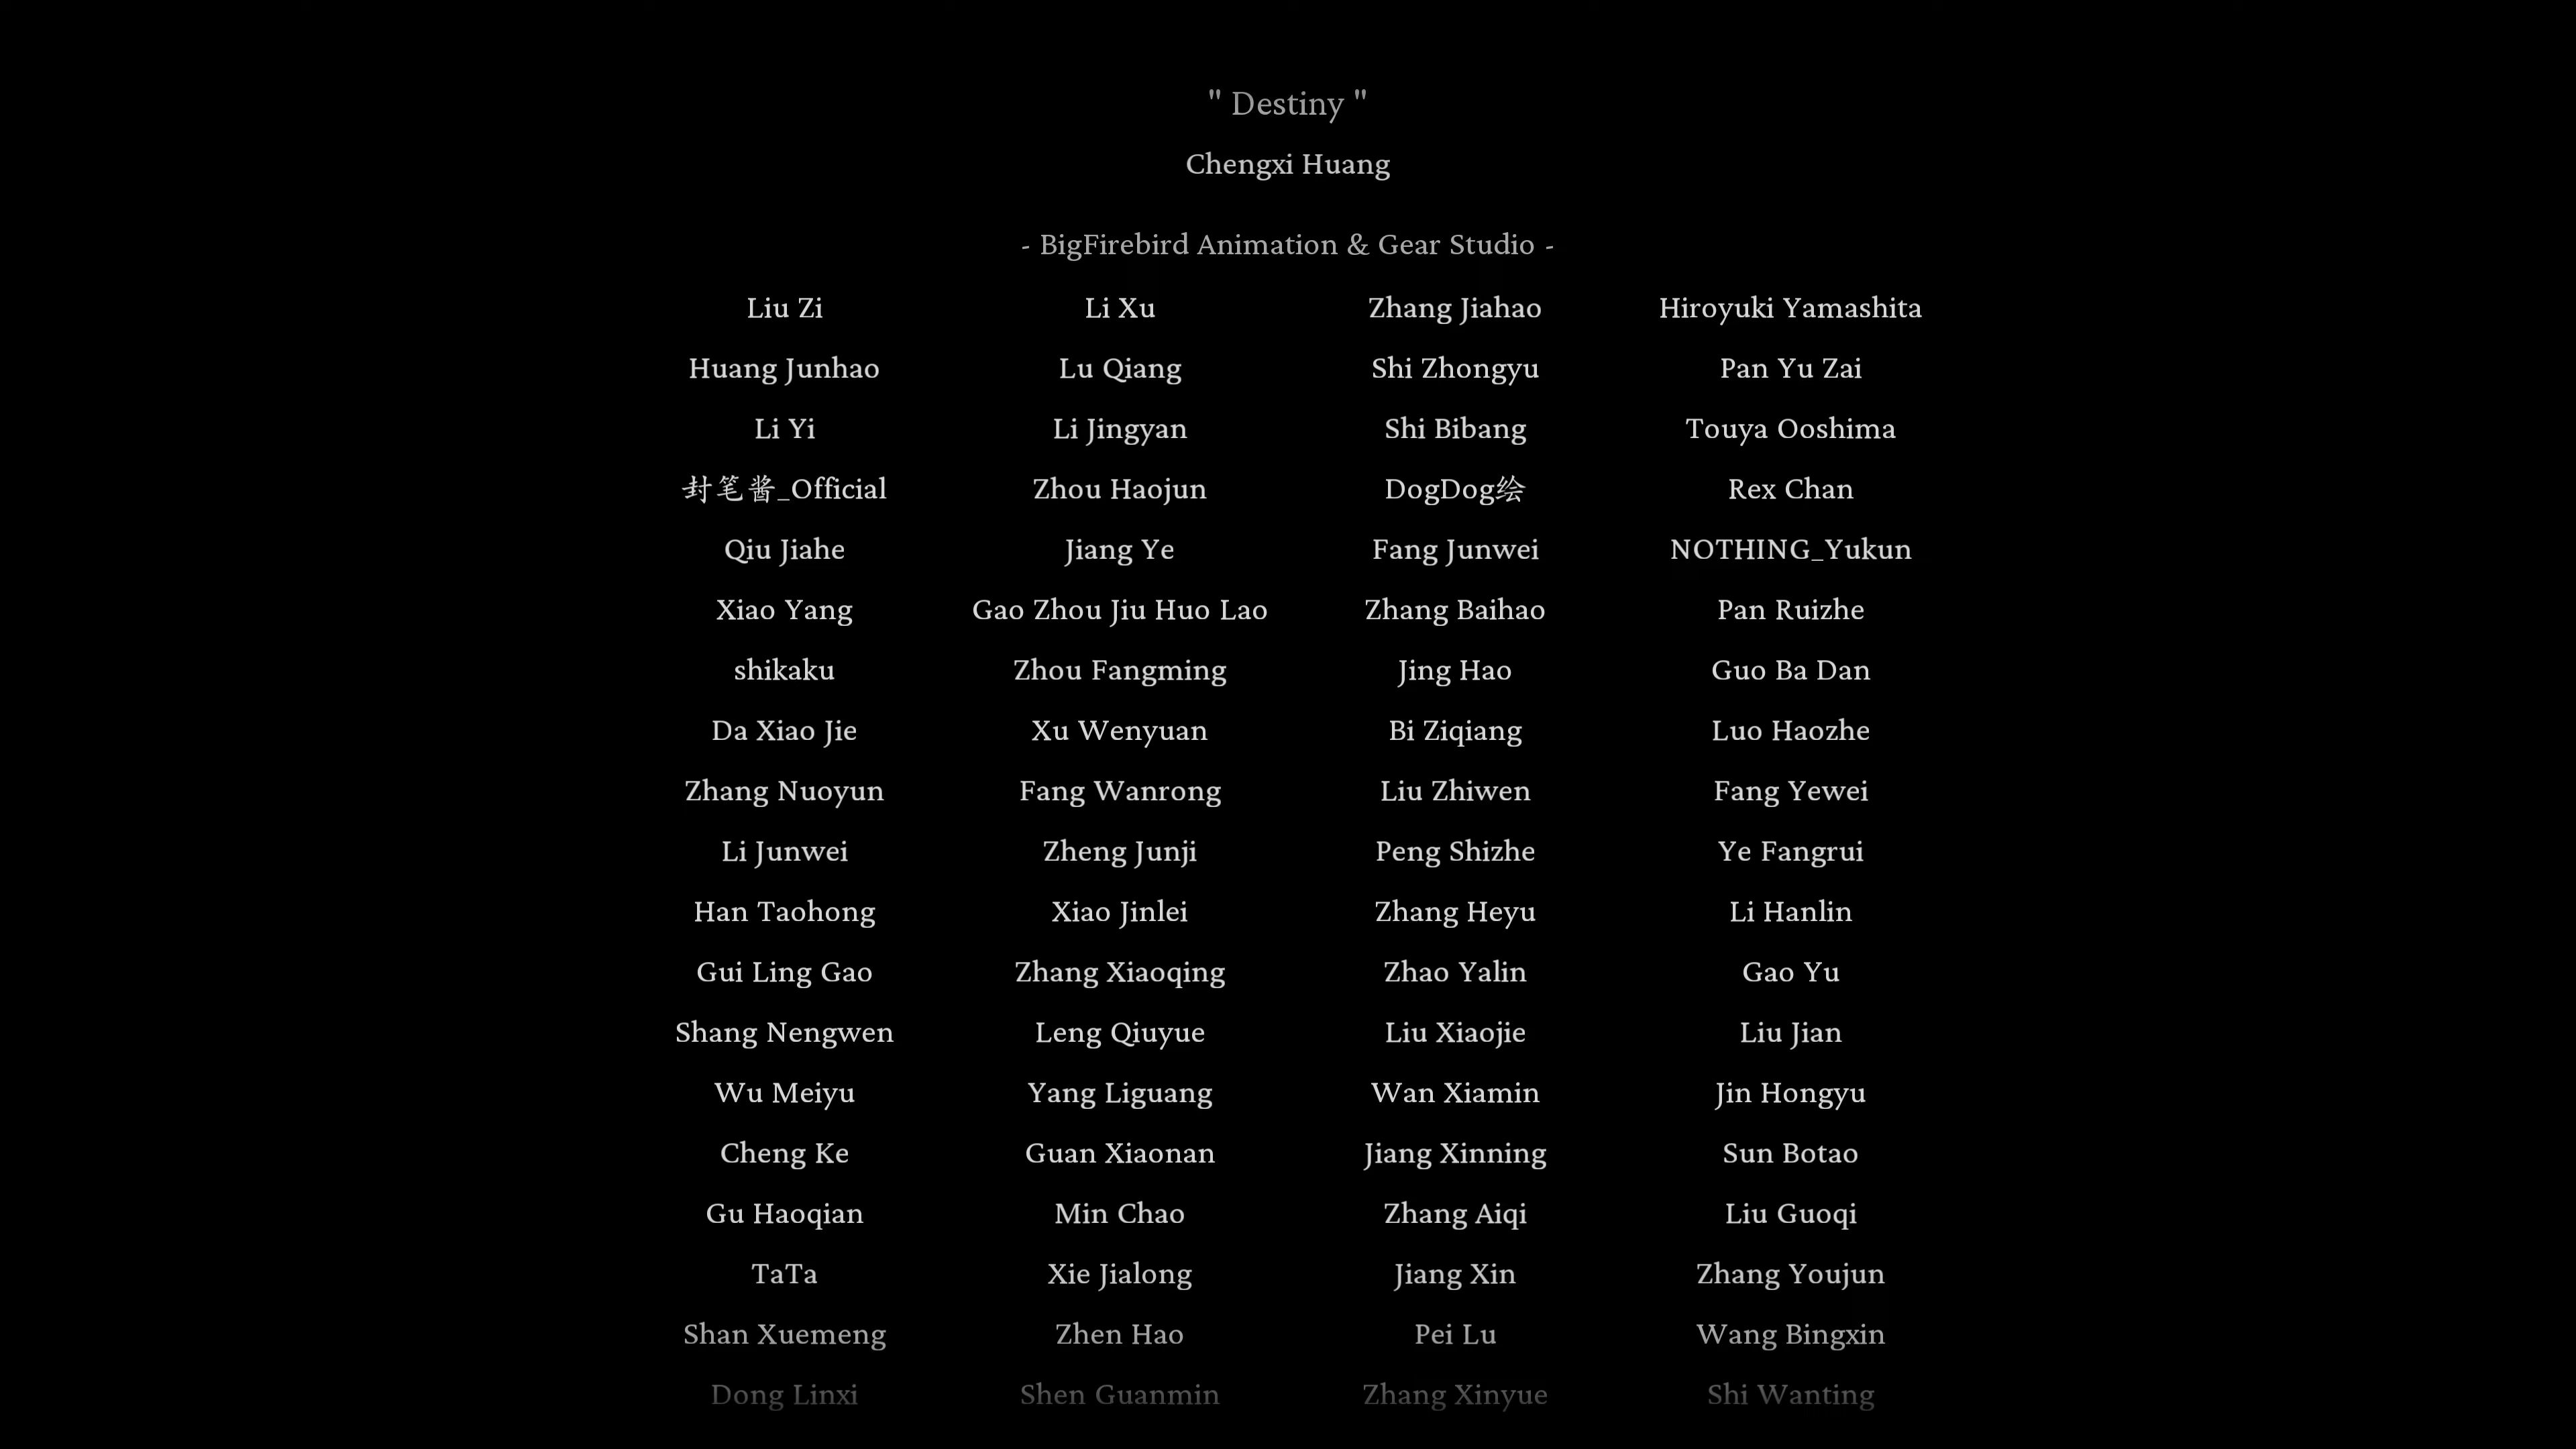 " Destiny "
Chengxi Huang
- BigFirebird Animation & Gear Studio -
Liu Zi Li Xu Zhang Jiahao Hiroyuki Yamashita
Huang Junhao Lu Qiang Shi Zhongyu Pan Yu Zai
Li Yi Li Jingyan Shi Bibang Touya Ooshima
封笔酱_Official Zhou Haojun DogDog绘 Rex Chan
Qiu Jiahe Jiang Ye Fang Junwei NOTHING_Yukun
Xiao Yang Gao Zhou Jiu Huo Lao Zhang Baihao Pan Ruizhe
shikaku Zhou Fangming Jing Hao Guo Ba Dan
Da Xiao Jie Xu Wenyuan Bi Ziqiang Luo Haozhe
Zhang Nuoyun Fang Wanrong Liu Zhiwen Fang Yewei
Li Junwei Zheng Junji Peng Shizhe Ye Fangrui
Han Taohong Xiao Jinlei Zhang Heyu Li Hanlin
Gui Ling Gao Zhang Xiaoqing Zhao Yalin Gao Yu
Shang Nengwen Leng Qiuyue Liu Xiaojie Liu Jian
Wu Meiyu Yang Liguang Wan Xiamin Jin Hongyu
Cheng Ke Guan Xiaonan Jiang Xinning Sun Botao
Gu Haoqian Min Chao Zhang Aiqi Liu Guoqi
TaTa Xie Jialong Jiang Xin Zhang Youjun
Shan Xuemeng Zhen Hao Pei Lu Wang Bingxin
Dong Linxi Shen Guanmin Zhang Xinyue Shi Wanting